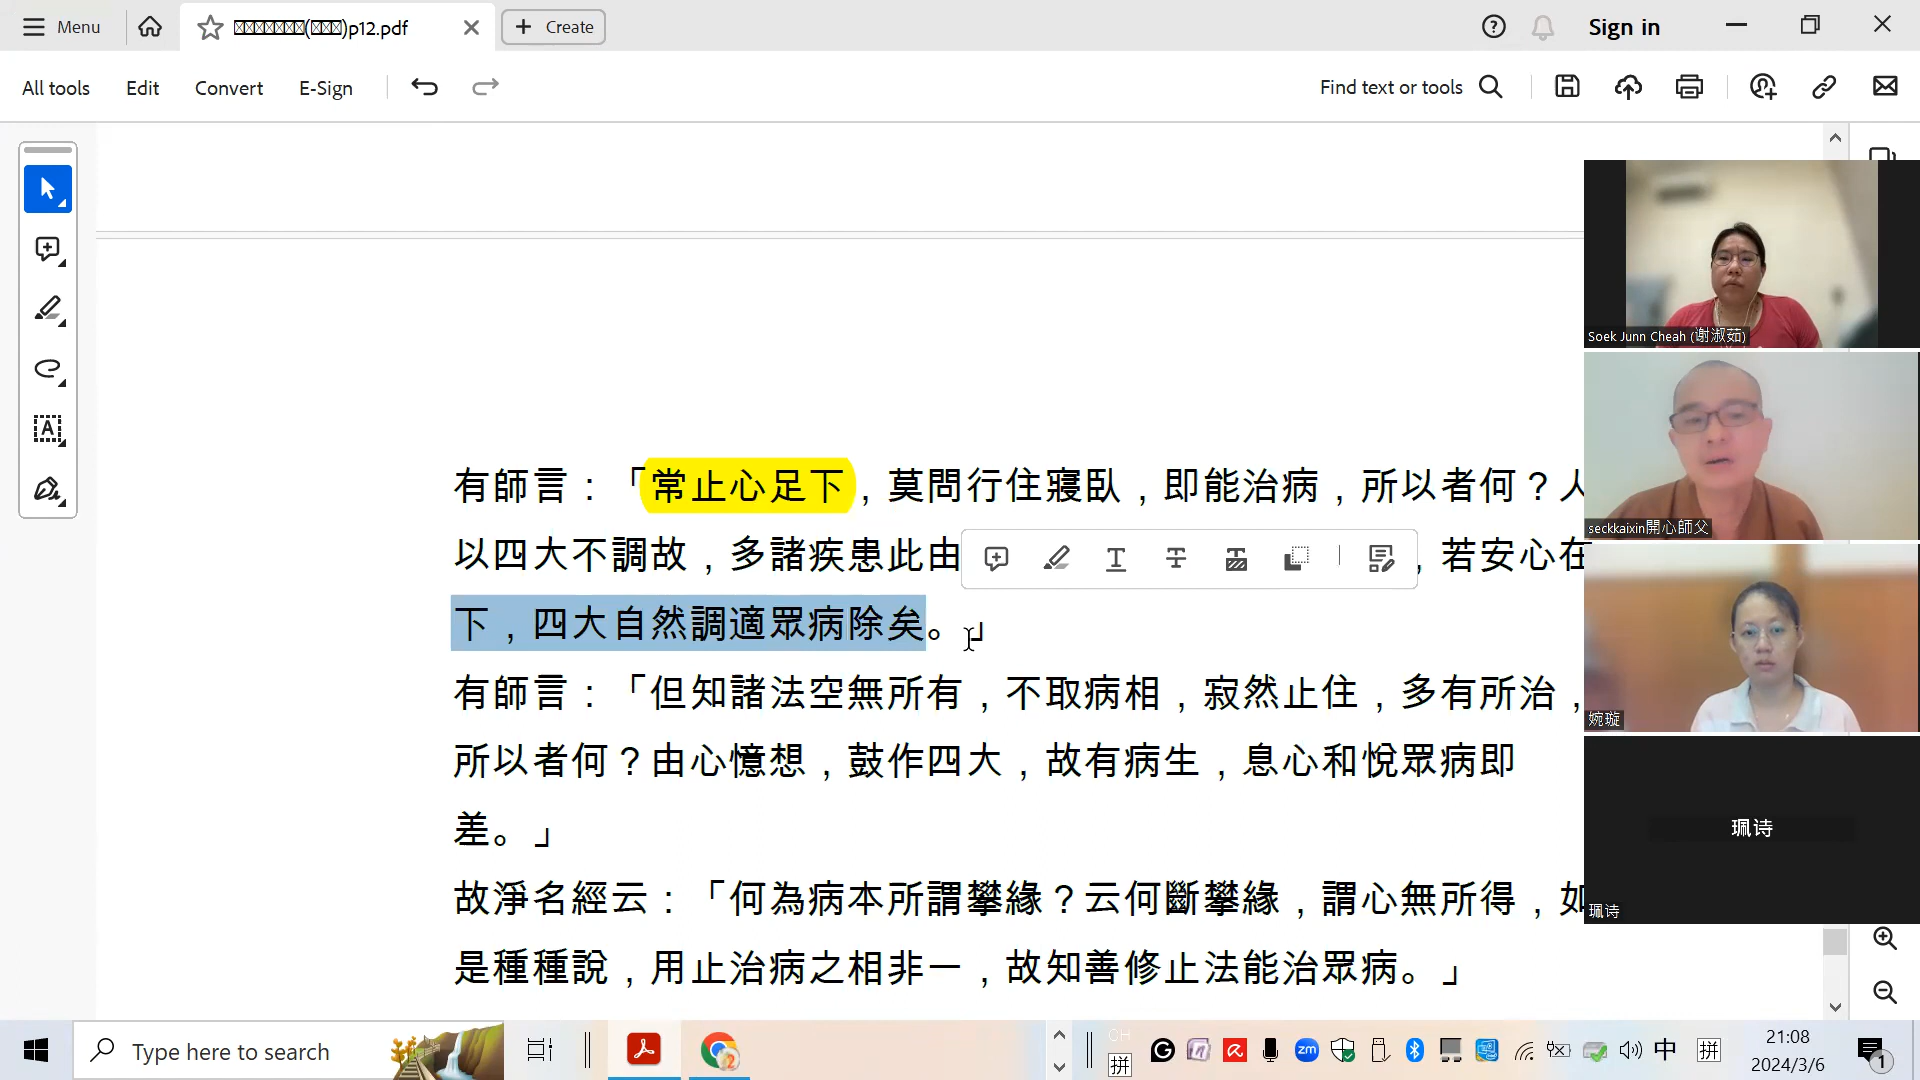 Menu
p12.pdf
Create
Sign in
All tools
Edit
Convert
E-Sign
Find text or tools
有師言：「常止心足下，莫問行住寢臥，即能治病，所以者何？人
以四大不調故，多諸疾患此由
，若安心在
下，四大自然調適眾病除矣。」
有師言：「但知諸法空無所有，不取病相，寂然止住，多有所治，
所以者何？由心憶想，鼓作四大，故有病生，息心和悅眾病即
差。」
故淨名經云：「何為病本所謂攀緣？云何斷攀緣，謂心無所得，如
是種種說，用止治病之相非一，故知善修止法能治眾病。」
Soek Junn Cheah (谢淑茹)
seckkaixin開心師父
婉璇
珮诗
珮诗
Type here to search
CH
拼
zm
中
拼
21:08
2024/3/6
1